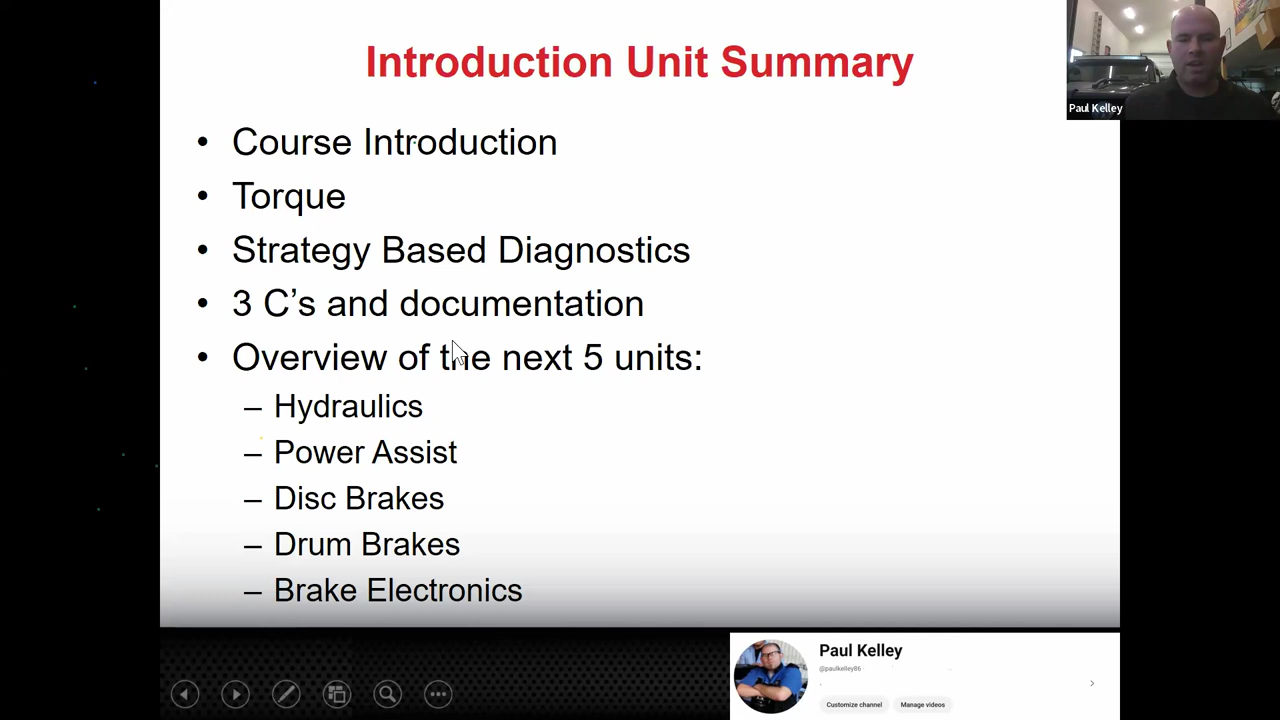 Introduction Unit Summary
Paul Kelley
• Course Introduction
• Torque
• Strategy Based Diagnostics
• 3 C’s and documentation
• Overview of the next 5 units:
– Hydraulics
– Power Assist
– Disc Brakes
– Drum Brakes
– Brake Electronics
Paul Kelley
@paulkelley86
Customize channel Manage videos